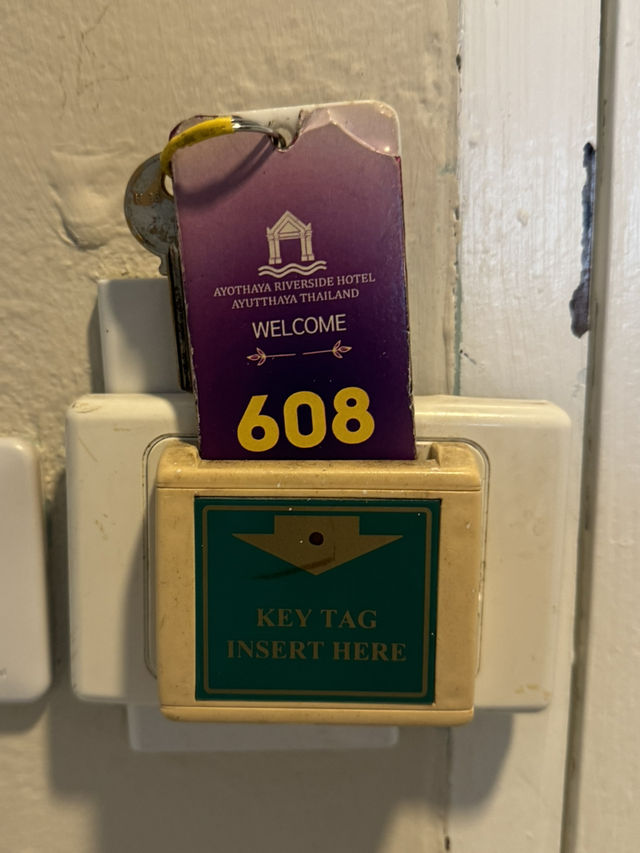 AYOTHAYA RIVERSIDE HOTEL
AYUTTHAYA THAILAND
WELCOME
608
KEY TAG
INSERT HERE